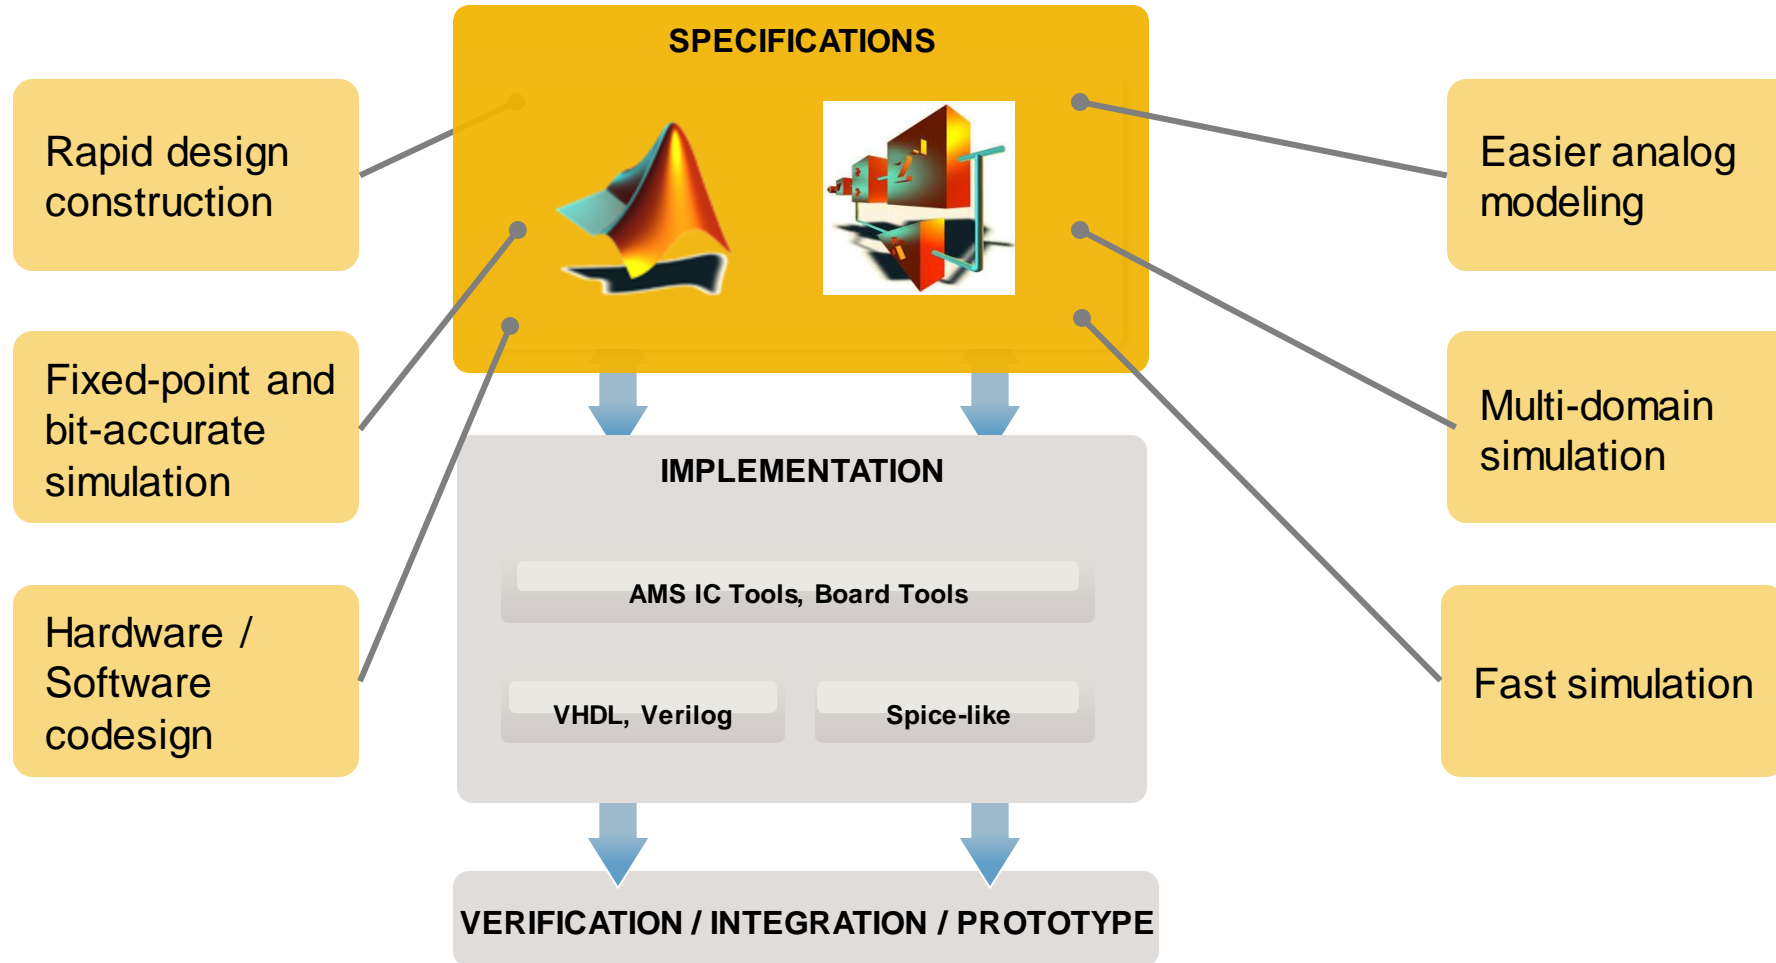 SPECIFICATIONS
Rapid design
construction
Fixed-point and
bit-accurate
simulation
Hardware /
Software
codesign
Easier analog
modeling
Multi-domain
simulation
Fast simulation
IMPLEMENTATION
AMS IC Tools, Board Tools
VHDL, Verilog
Spice-like
VERIFICATION / INTEGRATION / PROTOTYPE